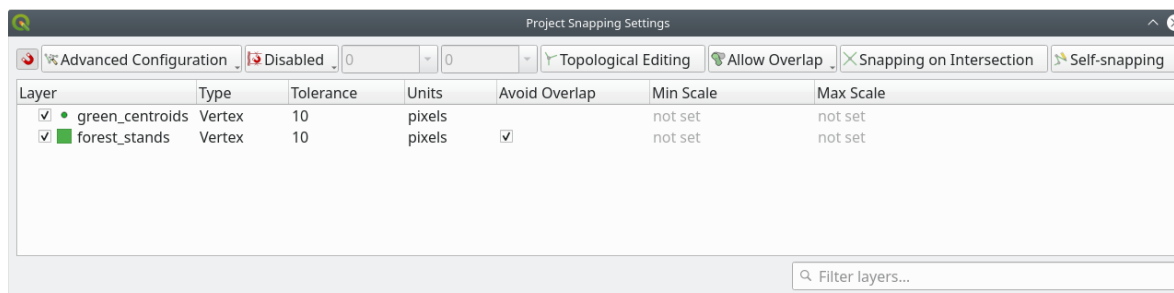 Project Snapping Settings
Advanced Configuration Disabled 0 0 Topological Editing Allow Overlap Snapping on Intersection Self-snapping
Layer Type Tolerance Units Avoid Overlap Min Scale Max Scale
green_centroids Vertex 10 pixels not set not set
forest_stands Vertex 10 pixels not set not set
Filter layers...